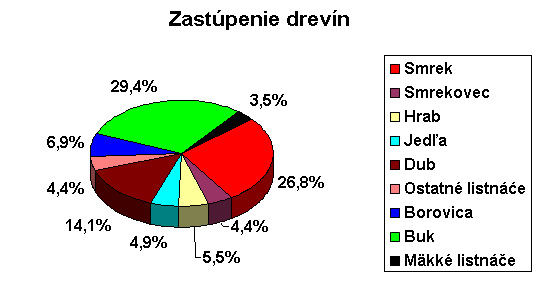 Zastúpenie drevín
29,4%
3,5%
6,9%
26,8%
4,4%
14,1%
4,9%
5,5%
4,4%
Smrek
Smrekovec
Hrab
Jedľa
Dub
Ostatné listnáče
Borovica
Buk
Mäkké listnáče